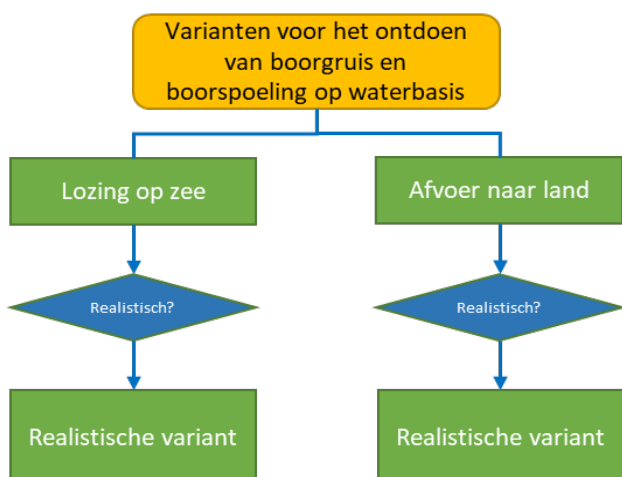 Varianten voor het ontdoen
van boorgruis en
boorspoeling op waterbasis
Lozing op zee
Afvoer naar land
Realistisch?
Realistisch?
Realistische variant
Realistische variant